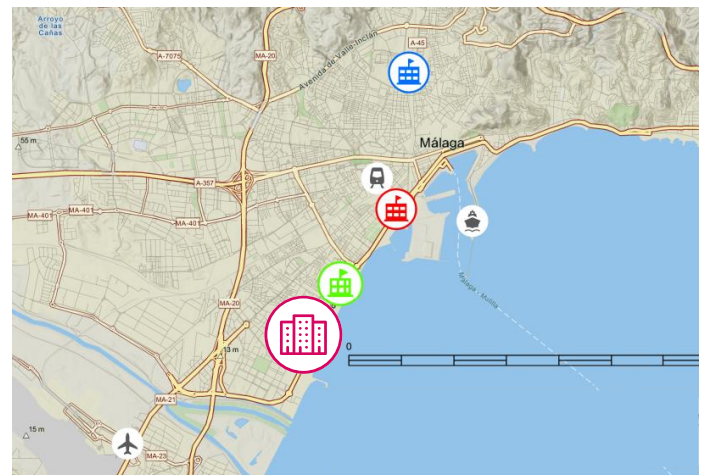 Arroyo
de las
Cañas
A-7075
MA-20
Avenida de Valle-Inclán
A-45
55 m
Málaga
A-357
MA-401
MA-401
MA-401
A
Málaga - Melilla
MA-20
13 m
0
MA-21
15 m
MA-23